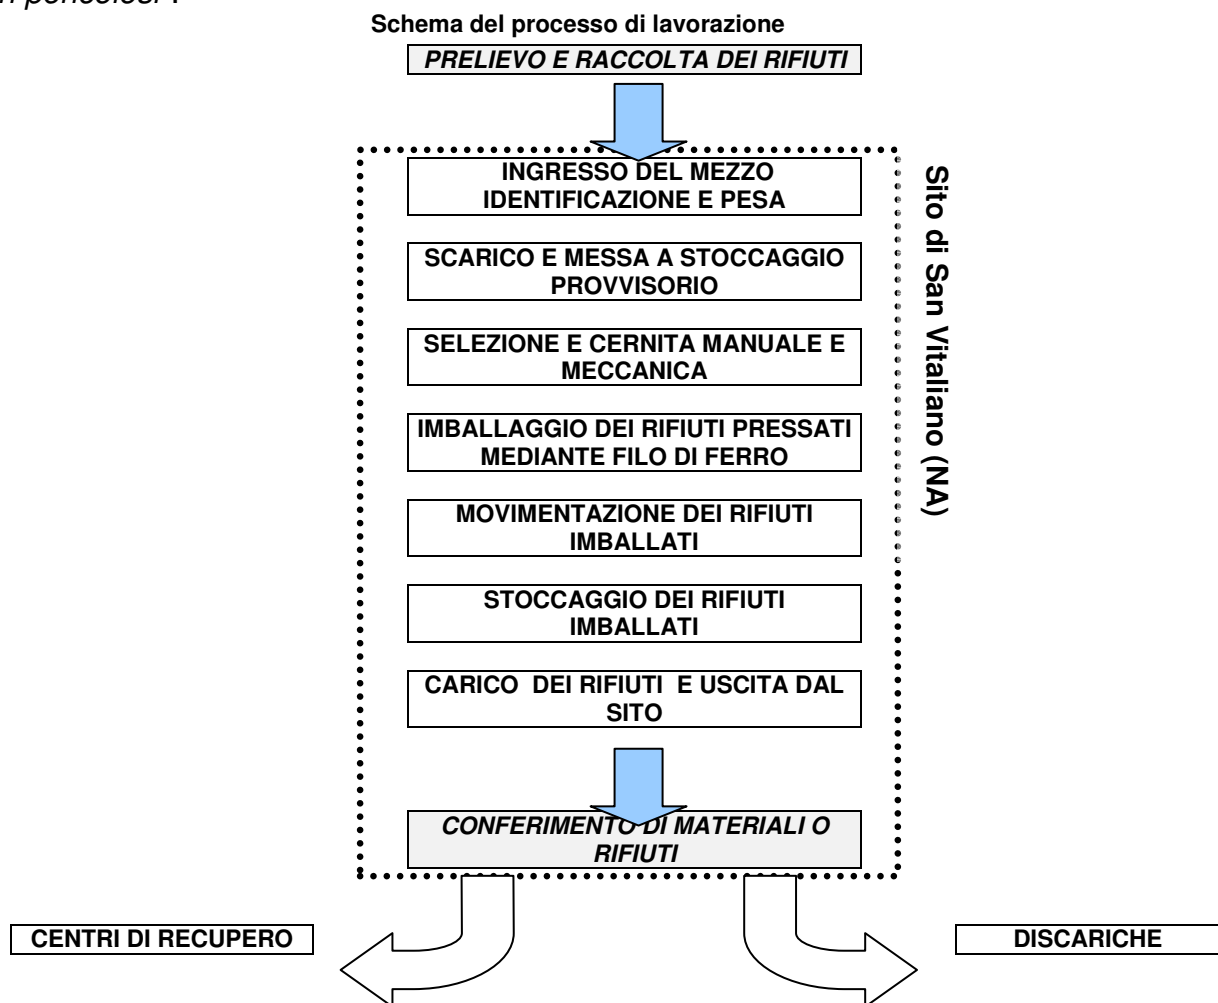 n pericolosi".
Schema del processo di lavorazione
PRELIEVO E RACCOLTA DEI RIFIUTI
INGRESSO DEL MEZZO
IDENTIFICAZIONE E PESA
SCARICO E MESSA A STOCCAGGIO
PROVVISORIO
SELEZIONE E CERNITA MANUALE E
MECCANICA
IMBALLAGGIO DEI RIFIUTI PRESSATI
MEDIANTE FILO DI FERRO
MOVIMENTAZIONE DEI RIFIUTI
IMBALLATI
STOCCAGGIO DEI RIFIUTI
IMBALLATI
CARICO DEI RIFIUTI E USCITA DAL
SITO
CONFERIMENTO DI MATERIALI O
RIFIUTI
Sito di San Vitaliano (NA)
CENTRI DI RECUPERO
DISCARICHE